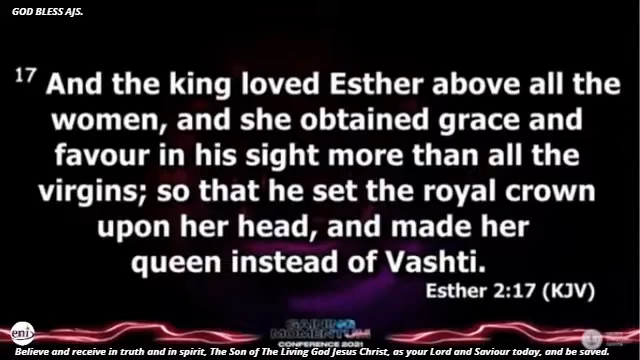 GOD BLESS AJS.
17 And the king loved Esther above all the
women, and she obtained grace and
favour in his sight more than all the
virgins; so that he set the royal crown
upon her head, and made her
queen instead of Vashti.
Esther 2:17 (KJV)
eni
GAINING
MOMENTUM
CONFERENCE 2021
Believe and receive in truth and in spirit, The Son of The Living God Jesus Christ, as your Lord and Saviour today, and be saved.